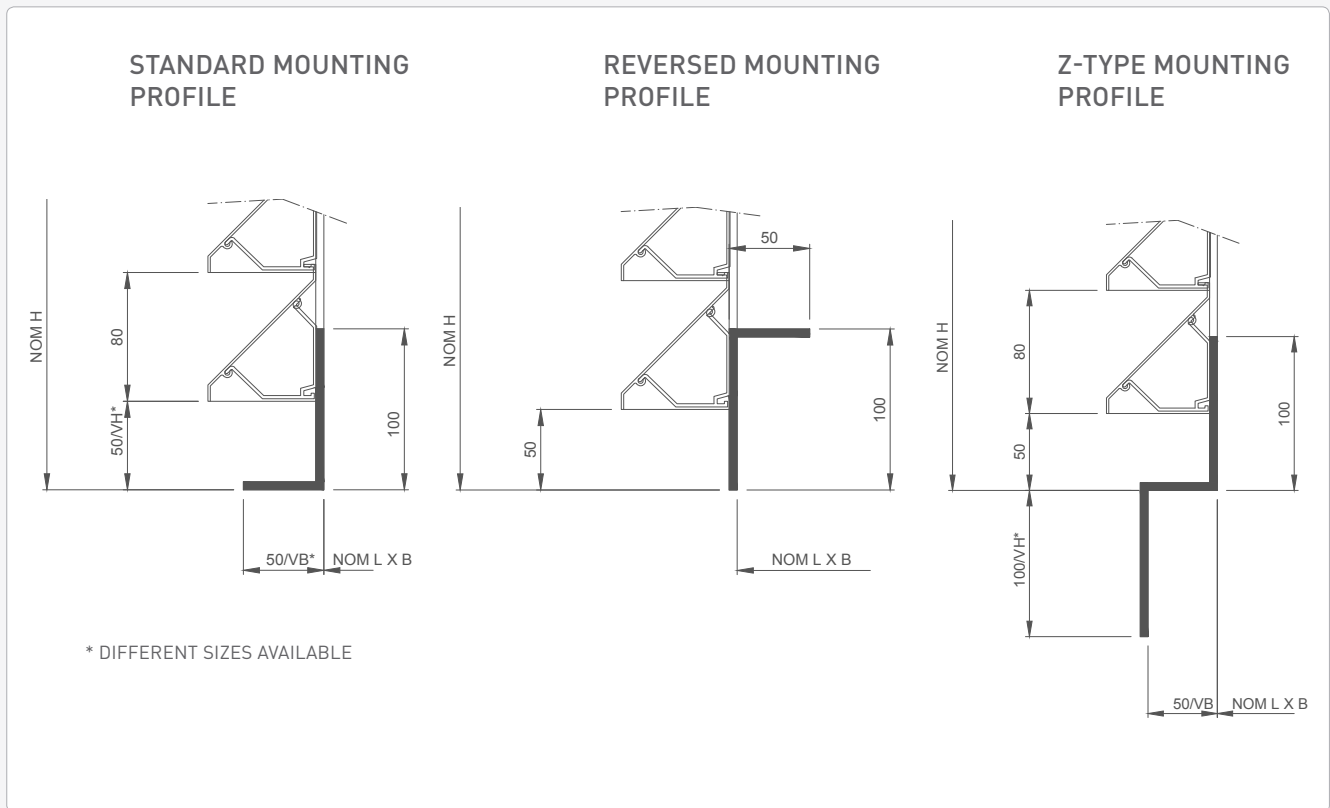 STANDARD MOUNTING
PROFILE
NOM H
80
50/VH*
100
50/VB*
NOM L X B
* DIFFERENT SIZES AVAILABLE
REVERSED MOUNTING
PROFILE
NOM H
50
50
100
NOM L X B
Z-TYPE MOUNTING
PROFILE
NOM H
80
50
100
100/VH*
50/VB
NOM L X B